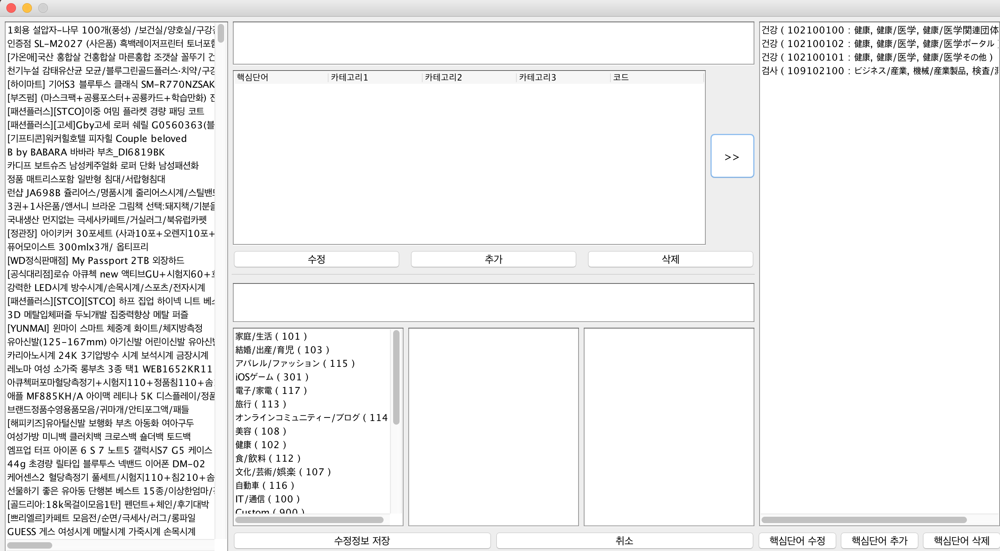 1회용 설압자-나무 100개(풍성) /보건실/양호실/구강
인증점 SL-M2027 (사은품) 흑백레이저프린터 토너포함
[가온애]국산 홍합살 건홍합살 마른홍합 조갯살 꼴뚜기 건
천기누설 감태유산균 모균/블루그린골드플러스·치약/구강
[하이마트] 기어S3 블루투스 클래식 SM-R770NZSAK
[부즈펌] (마스크팩+공룡포스터+공룡카드+학습만화)
[패션플러스][STCO]이중 여밈 플라켓 경량 패딩 코트
[패션플러스][고세]Gby고세 로퍼 쉐릴 G0560363(블
[기프티콘]워커힐호텔 피자힐 Couple beloved
B by BABARA 바바라 부츠_DI6819BK
카디프 보트슈즈 남성케주얼화 로퍼 단화 남성패션화
정품 매트리스포함 일반형 침대/서랍형침대
런샵 JA698B 쥴리어스/명품시계 줄리어스시계/스틸밴드
3권+1사은품/앤서니 브라운 그림책 선택:돼지책/기분을
국내생산 먼지없는 극세사카페트/거실러그/북유럽카펫
[정관장] 아이키커 30포세트 (사과10포+오렌지10포+
퓨어모이스트 300mlx3개/ 옵티프리
[WD정식판매점] My Passport 2TB 외장하드
[공식대리점]로슈 아큐첵 new 액티브GU+시험지60+
강력한 LED시계 방수시계/손목시계/스포츠/전자시계
[패션플러스][STCO][STCO] 하프 집업 하이넥 니트 베스
3D 메탈입체퍼즐 두뇌개발 집중력향상 메탈 퍼즐
[YUNMAI] 윈마이 스마트 체중계 화이트/체지방측정
유아신발(125-167mm) 아기신발 어린이신발 유아신발
카리아노시계 24K 3기압방수 시계 보석시계 금장시계
레노마 여성 소가죽 롱부츠 3종 택1 WEB1652KR11
아큐첵퍼포마혈당측정기+시험지110+정품침110+솜
애플 MF885KH/A 아이맥 레티나 5K 디스플레이/정품
브랜드정품수영용품모음/귀마개/안티포그액/패들
[해피키즈]유아털신발 보행화 부츠 아동화 여아구두
여성가방 미니백 클러치백 크로스백 숄더백 토드백
엠프업 터프 아이폰 6 S 7 노트5 갤럭시S7 G5 케이스
44g 초경량 릴타입 블루투스 넥밴드 이어폰 DM-02
케어센스2 혈당측정기 풀세트/시험지110+침210+솜
선물하기 좋은 유아동 단행본 베스트 15종/이상한엄마/
[골드리아:18k목걸이모음1탄] 펜던트+체인/후기대박
[쁘리엘르]카페트 모음전/순면/극세사/러그/롱파일
GUESS 게스 여성시계 메탈시계 가죽시계 손목시계
핵심단어 카테고리1 카테고리2 카테고리3 코드
>>
수정 추가 삭제
家庭/生活 ( 101 )
結婚/出産/育児 ( 103 )
アパレル/ファッション ( 115 )
iOSゲーム ( 301 )
電子/家電 ( 117 )
旅行 ( 113 )
オンラインコミュニティー/ブログ ( 114
美容 ( 108 )
健康 ( 102 )
食/飲料 ( 112 )
文化/芸術/娯楽 ( 107 )
自動車 ( 116 )
IT/通信 ( 100 )
Custom ( 900 )
수정정보 저장 취소
건강 ( 102100100 : 健康, 健康/医学, 健康/医学関連団体
건강 ( 102100102 : 健康, 健康/医学, 健康/医学ポータル )
건강 ( 102100101 : 健康, 健康/医学, 健康/医学その他 )
검사 ( 109102100 : ビジネス/産業, 機械/産業製品, 検査/
핵심단어 수정 핵심단어 추가 핵심단어 삭제